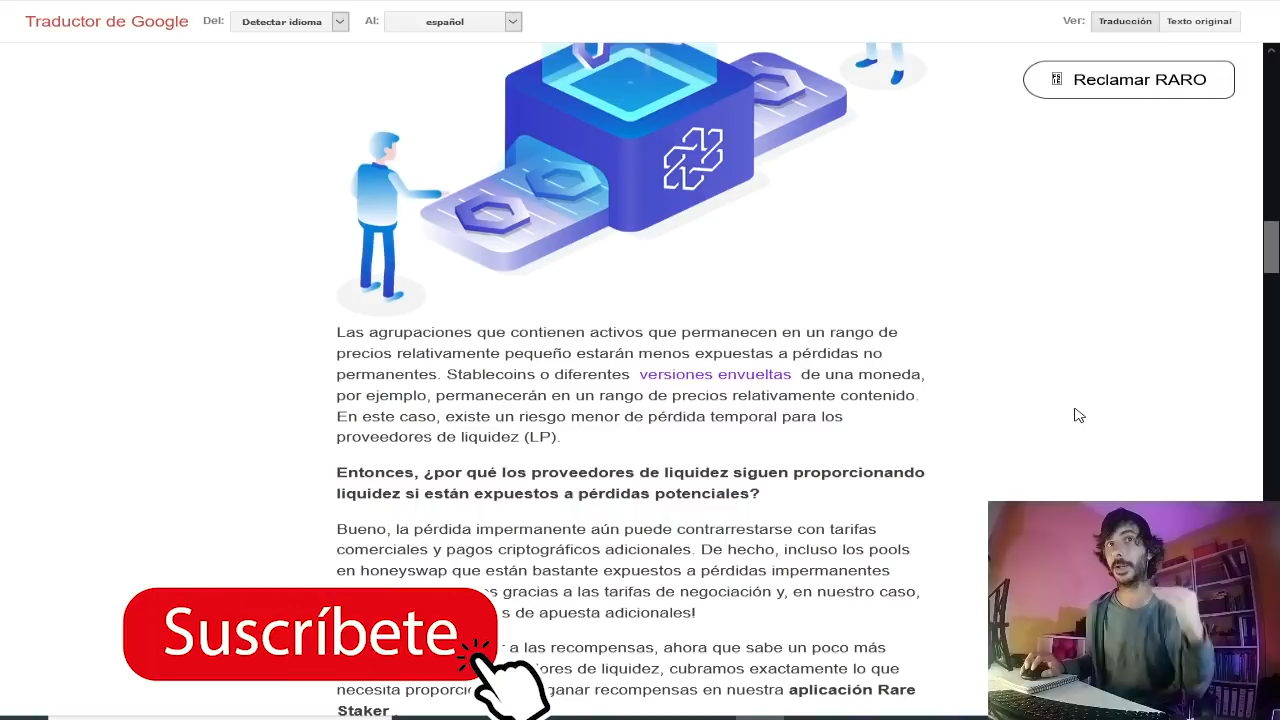 Traductor de Google Del: Detectar idioma Al: español Ver: Traducción Texto original
Reclamar RARO
Las agrupaciones que contienen activos que permanecen en un rango de
precios relativamente pequeño estarán menos expuestas a pérdidas no
permanentes. Stablecoins o diferentes versiones envueltas de una moneda,
por ejemplo, permanecerán en un rango de precios relativamente contenido.
En este caso, existe un riesgo menor de pérdida temporal para los
proveedores de liquidez (LP).
Entonces, ¿por qué los proveedores de liquidez siguen proporcionando
liquidez si están expuestos a pérdidas potenciales?
Bueno, la pérdida impermanente aún puede contrarrestarse con tarifas
comerciales y pagos criptográficos adicionales. De hecho, incluso los pools
en honeyswap que están bastante expuestos a pérdidas impermanentes
gracias a las tarifas de negociación y, en nuestro caso,
de apuesta adicionales!
a las recompensas, ahora que sabe un poco más
de liquidez, cubramos exactamente lo que
necesita ganar recompensas en nuestra aplicación Rare
Staker
Suscríbete